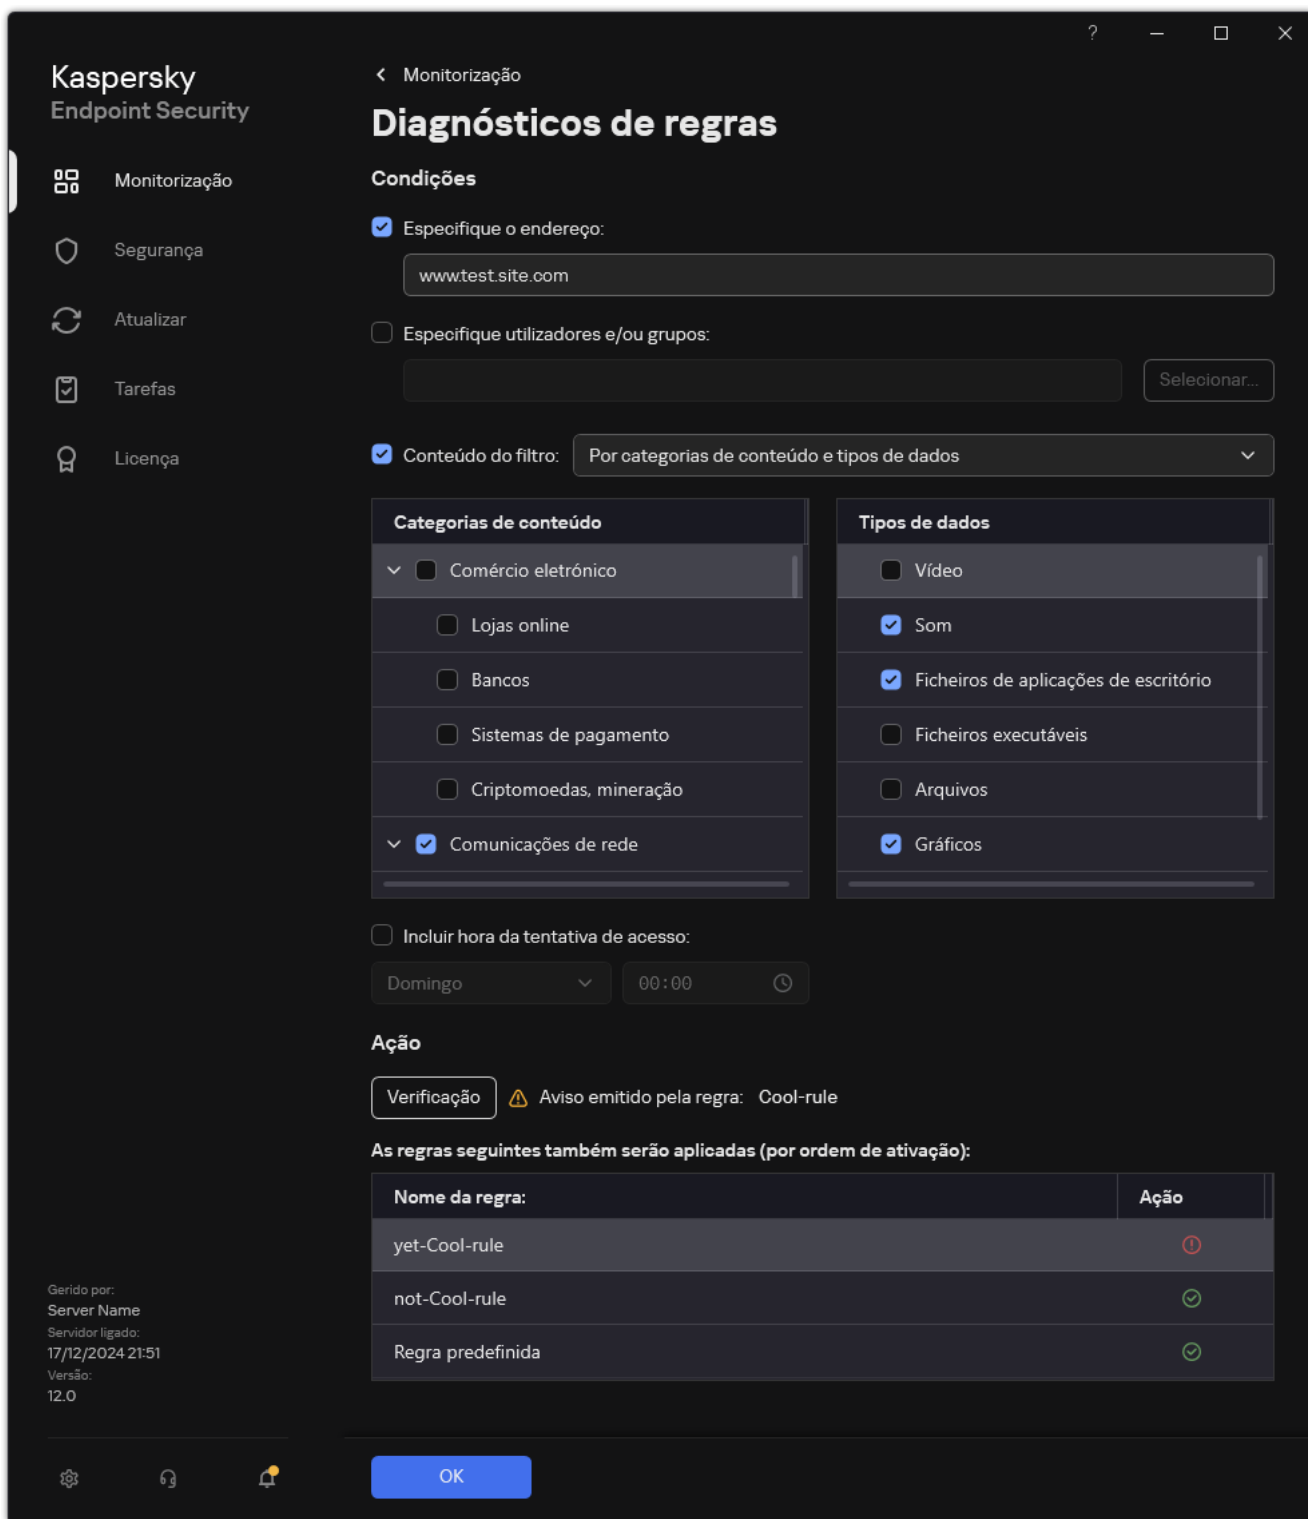 ?
Kaspersky
Endpoint Security
Monitorização
Segurança
Atualizar
Tarefas
Licença
Gerido por:
Server Name
Servidor ligado:
17/12/2024 21:51
Versão:
12.0
Monitorização
Diagnósticos de regras
Condições
Especifique o endereço:
www.test.site.com
Especifique utilizadores e/ou grupos:
Selecionar...
Conteúdo do filtro: Por categorias de conteúdo e tipos de dados
Categorias de conteúdo
Comércio eletrónico
Lojas online
Bancos
Sistemas de pagamento
Criptomoedas, mineração
Comunicações de rede
Tipos de dados
Vídeo
Som
Ficheiros de aplicações de escritório
Ficheiros executáveis
Arquivos
Gráficos
Incluir hora da tentativa de acesso:
Domingo 00:00
Ação
Verificação Aviso emitido pela regra: Cool-rule
As regras seguintes também serão aplicadas (por ordem de ativação):
Nome da regra: Ação
yet-Cool-rule
not-Cool-rule
Regra predefinida
OK